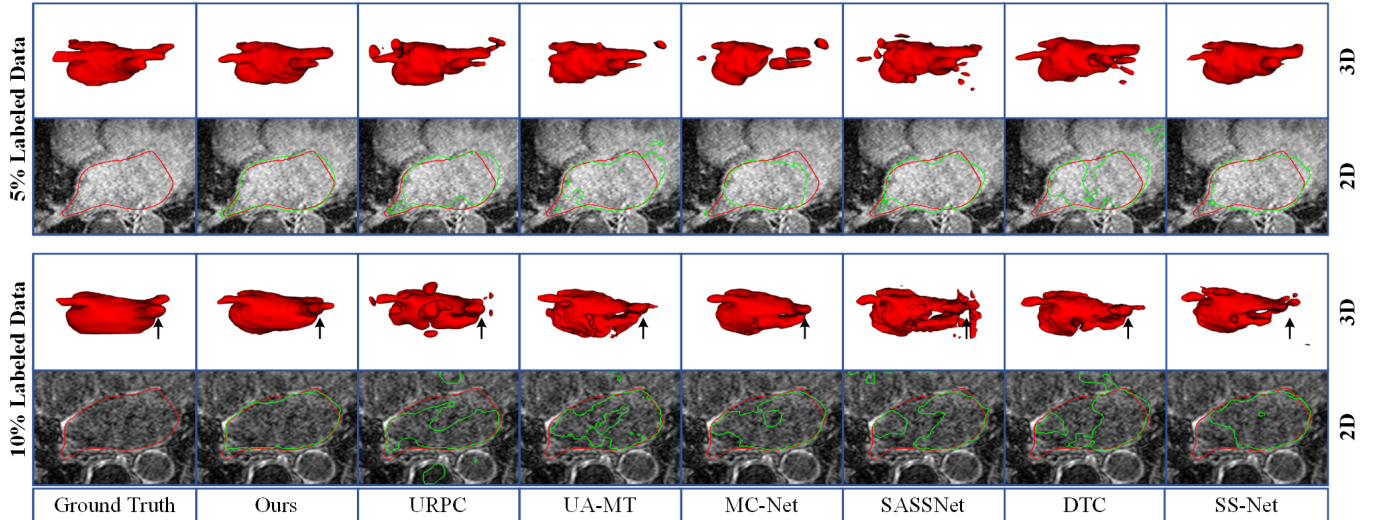 5% Labeled Data
3D
2D
10% Labeled Data
3D
2D
Ground Truth
Ours
URPC
UA-MT
MC-Net
SASSNet
DTC
SS-Net